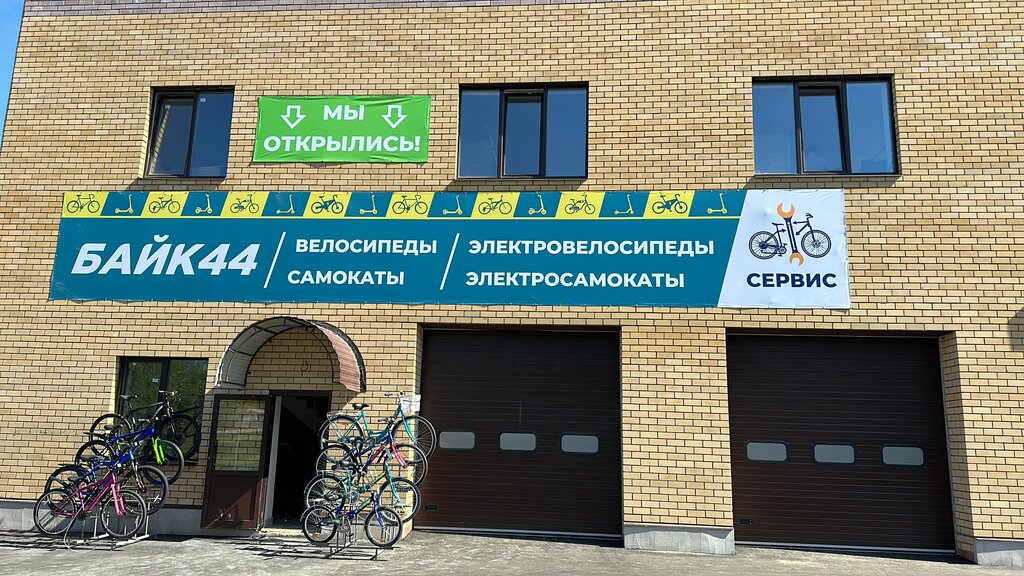 МЫ
ОТКРЫЛИСЬ!
БАЙК44
ВЕЛОСИПЕДЫ
САМОКАТЫ
ЭЛЕКТРОВЕЛОСИПЕДЫ
ЭЛЕКТРОСАМОКАТЫ
СЕРВИС